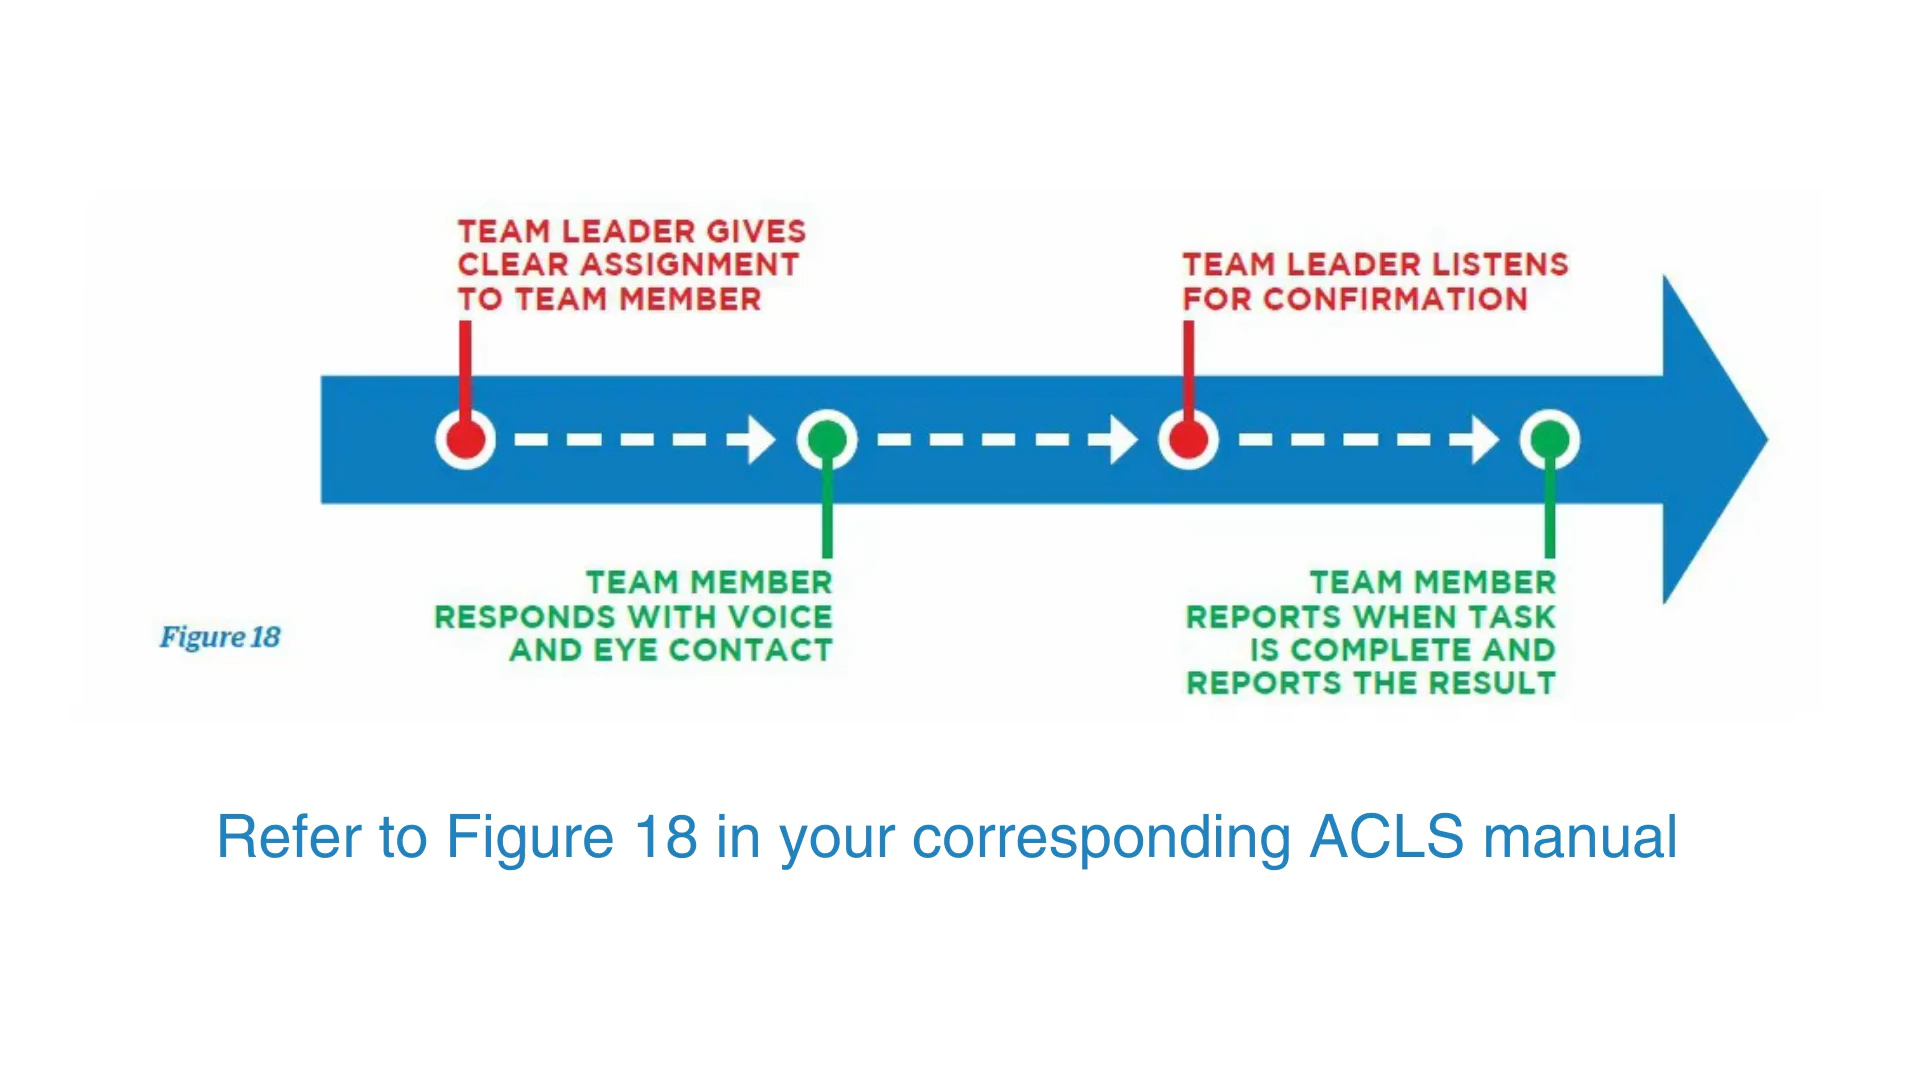 TEAM LEADER GIVES
CLEAR ASSIGNMENT
TO TEAM MEMBER
TEAM LEADER LISTENS
FOR CONFIRMATION
TEAM MEMBER
RESPONDS WITH VOICE
AND EYE CONTACT
TEAM MEMBER
REPORTS WHEN TASK
IS COMPLETE AND
REPORTS THE RESULT
Figure 18
Refer to Figure 18 in your corresponding ACLS manual